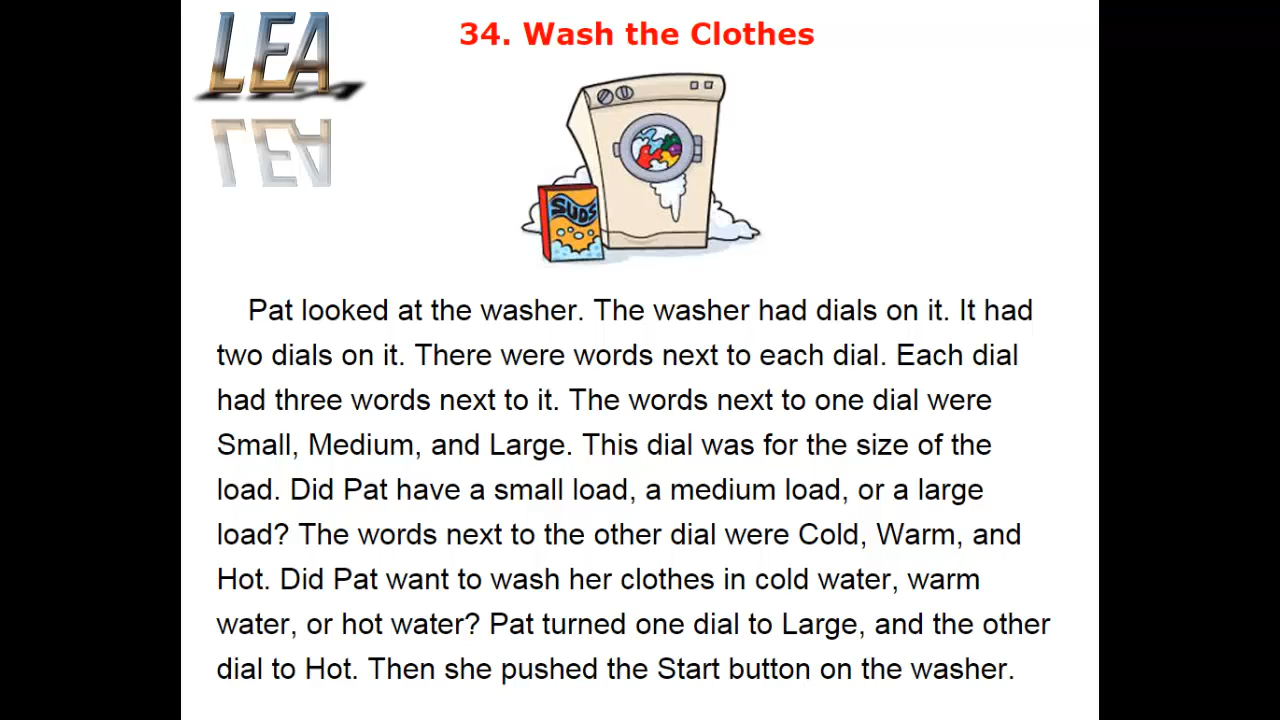 LEA
34. Wash the Clothes
SUDS
Pat looked at the washer. The washer had dials on it. It had
two dials on it. There were words next to each dial. Each dial
had three words next to it. The words next to one dial were
Small, Medium, and Large. This dial was for the size of the
load. Did Pat have a small load, a medium load, or a large
load? The words next to the other dial were Cold, Warm, and
Hot. Did Pat want to wash her clothes in cold water, warm
water, or hot water? Pat turned one dial to Large, and the other
dial to Hot. Then she pushed the Start button on the washer.